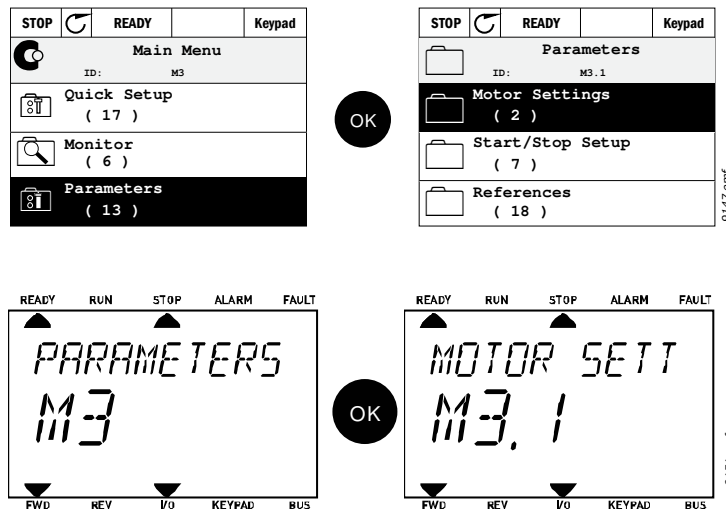 STOP READY Keypad
Main Menu
ID: M3
Quick Setup
( 17 )
Monitor
( 6 )
Parameters
( 13 )
OK
STOP READY Keypad
Parameters
ID: M3.1
Motor Settings
( 2 )
Start/Stop Setup
( 7 )
References
( 18 )
READY RUN STOP ALARM FAULT
PARAMETERS
M3
FWD REV I/O KEYPAD BUS
OK
READY RUN STOP ALARM FAULT
MOTOR SETT
M3.1
FWD REV I/O KEYPAD BUS